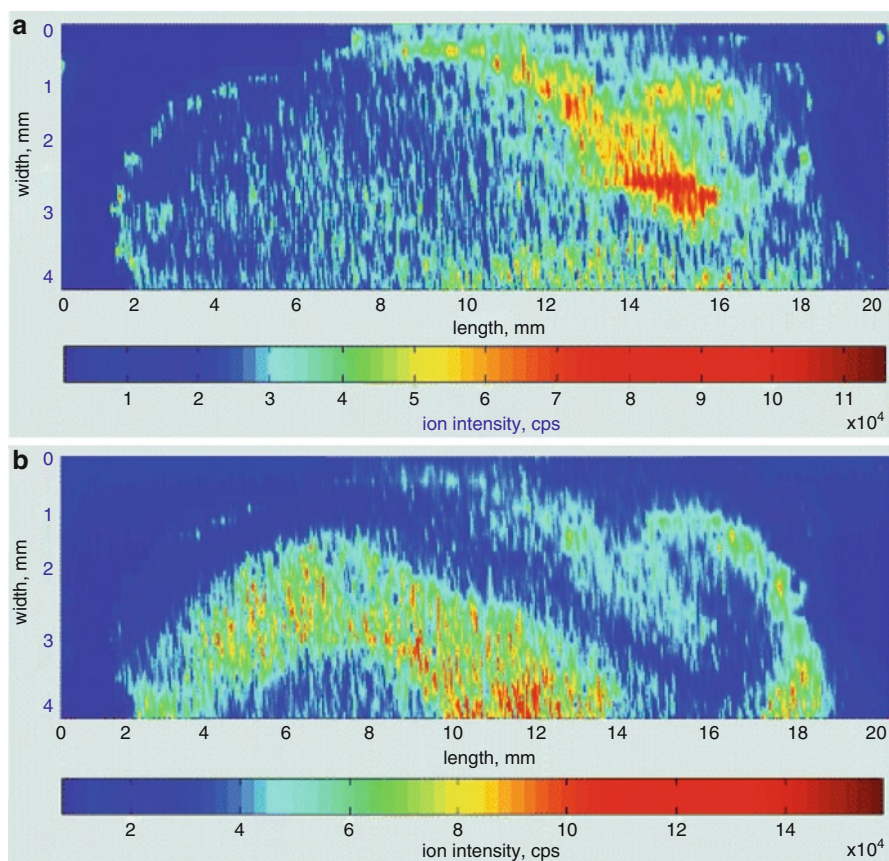 a
width, mm
0
1
2
3
4
0 2 4 6 8 10 12 14 16 18 20
length, mm
1 2 3 4 5 6 7 8 9 10 11
ion intensity, cps
x10⁴
b
width, mm
0
1
2
3
4
0 2 4 6 8 10 12 14 16 18 20
length, mm
2 4 6 8 10 12 14
ion intensity, cps
x10⁴